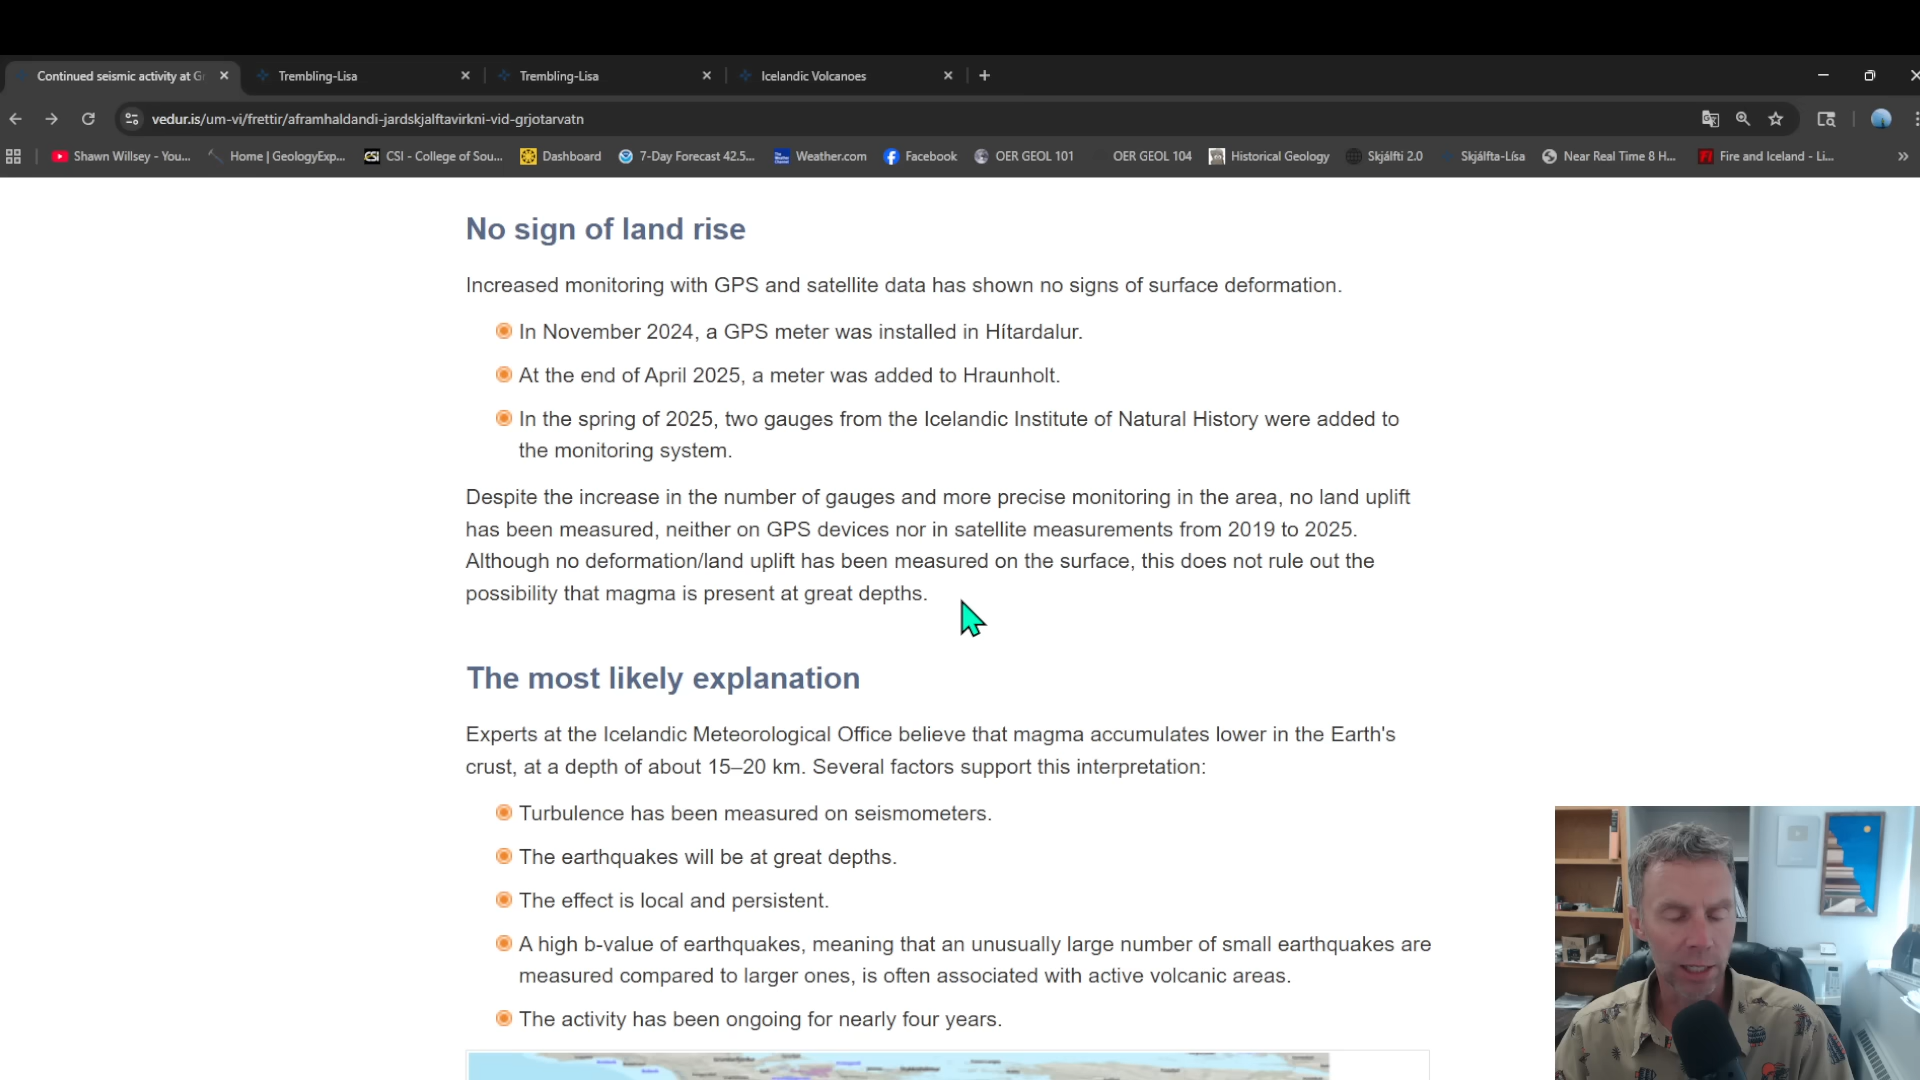 Continued seismic activity at G
Trembling-Lisa
Trembling-Lisa
Icelandic Volcanoes
vedur.is/um-vi/frettir/aframhaldandi-jardskjalftavirkni-vid-grjotarvatn
Shawn Willsey - You...
Home | GeologyExp...
CSI - College of Sou...
Dashboard
7-Day Forecast 42.5...
Weather.com
Facebook
OER GEOL 101
OER GEOL 104
Historical Geology
Skjálfti 2.0
Skjálfta-Lísa
Near Real Time 8 H...
Fire and Iceland - Li...
No sign of land rise
Increased monitoring with GPS and satellite data has shown no signs of surface deformation.
In November 2024, a GPS meter was installed in Hítardalur.
At the end of April 2025, a meter was added to Hraunholt.
In the spring of 2025, two gauges from the Icelandic Institute of Natural History were added to
the monitoring system.
Despite the increase in the number of gauges and more precise monitoring in the area, no land uplift
has been measured, neither on GPS devices nor in satellite measurements from 2019 to 2025.
Although no deformation/land uplift has been measured on the surface, this does not rule out the
possibility that magma is present at great depths.
The most likely explanation
Experts at the Icelandic Meteorological Office believe that magma accumulates lower in the Earth's
crust, at a depth of about 15–20 km. Several factors support this interpretation:
Turbulence has been measured on seismometers.
The earthquakes will be at great depths.
The effect is local and persistent.
A high b-value of earthquakes, meaning that an unusually large number of small earthquakes are
measured compared to larger ones, is often associated with active volcanic areas.
The activity has been ongoing for nearly four years.